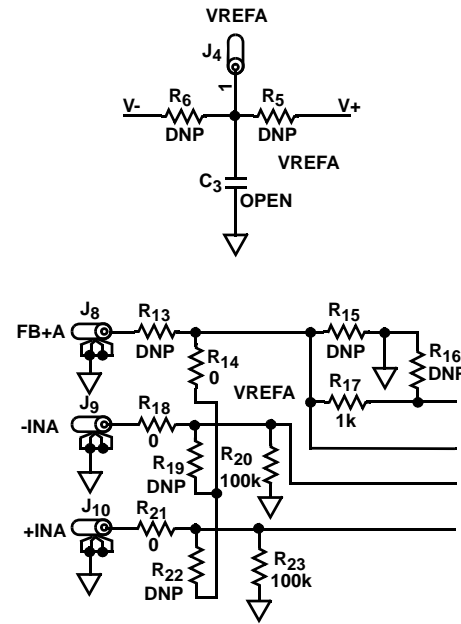 VREFA
J4
1
V-
R6
DNP
R5
DNP
V+
VREFA
C3
OPEN
J8
FB+A
R13
DNP
R14
0
R15
DNP
R16
DNP
R17
1k
VREFA
J9
-INA
R18
0
R19
DNP
R20
100k
J10
+INA
R21
0
R22
DNP
R23
100k